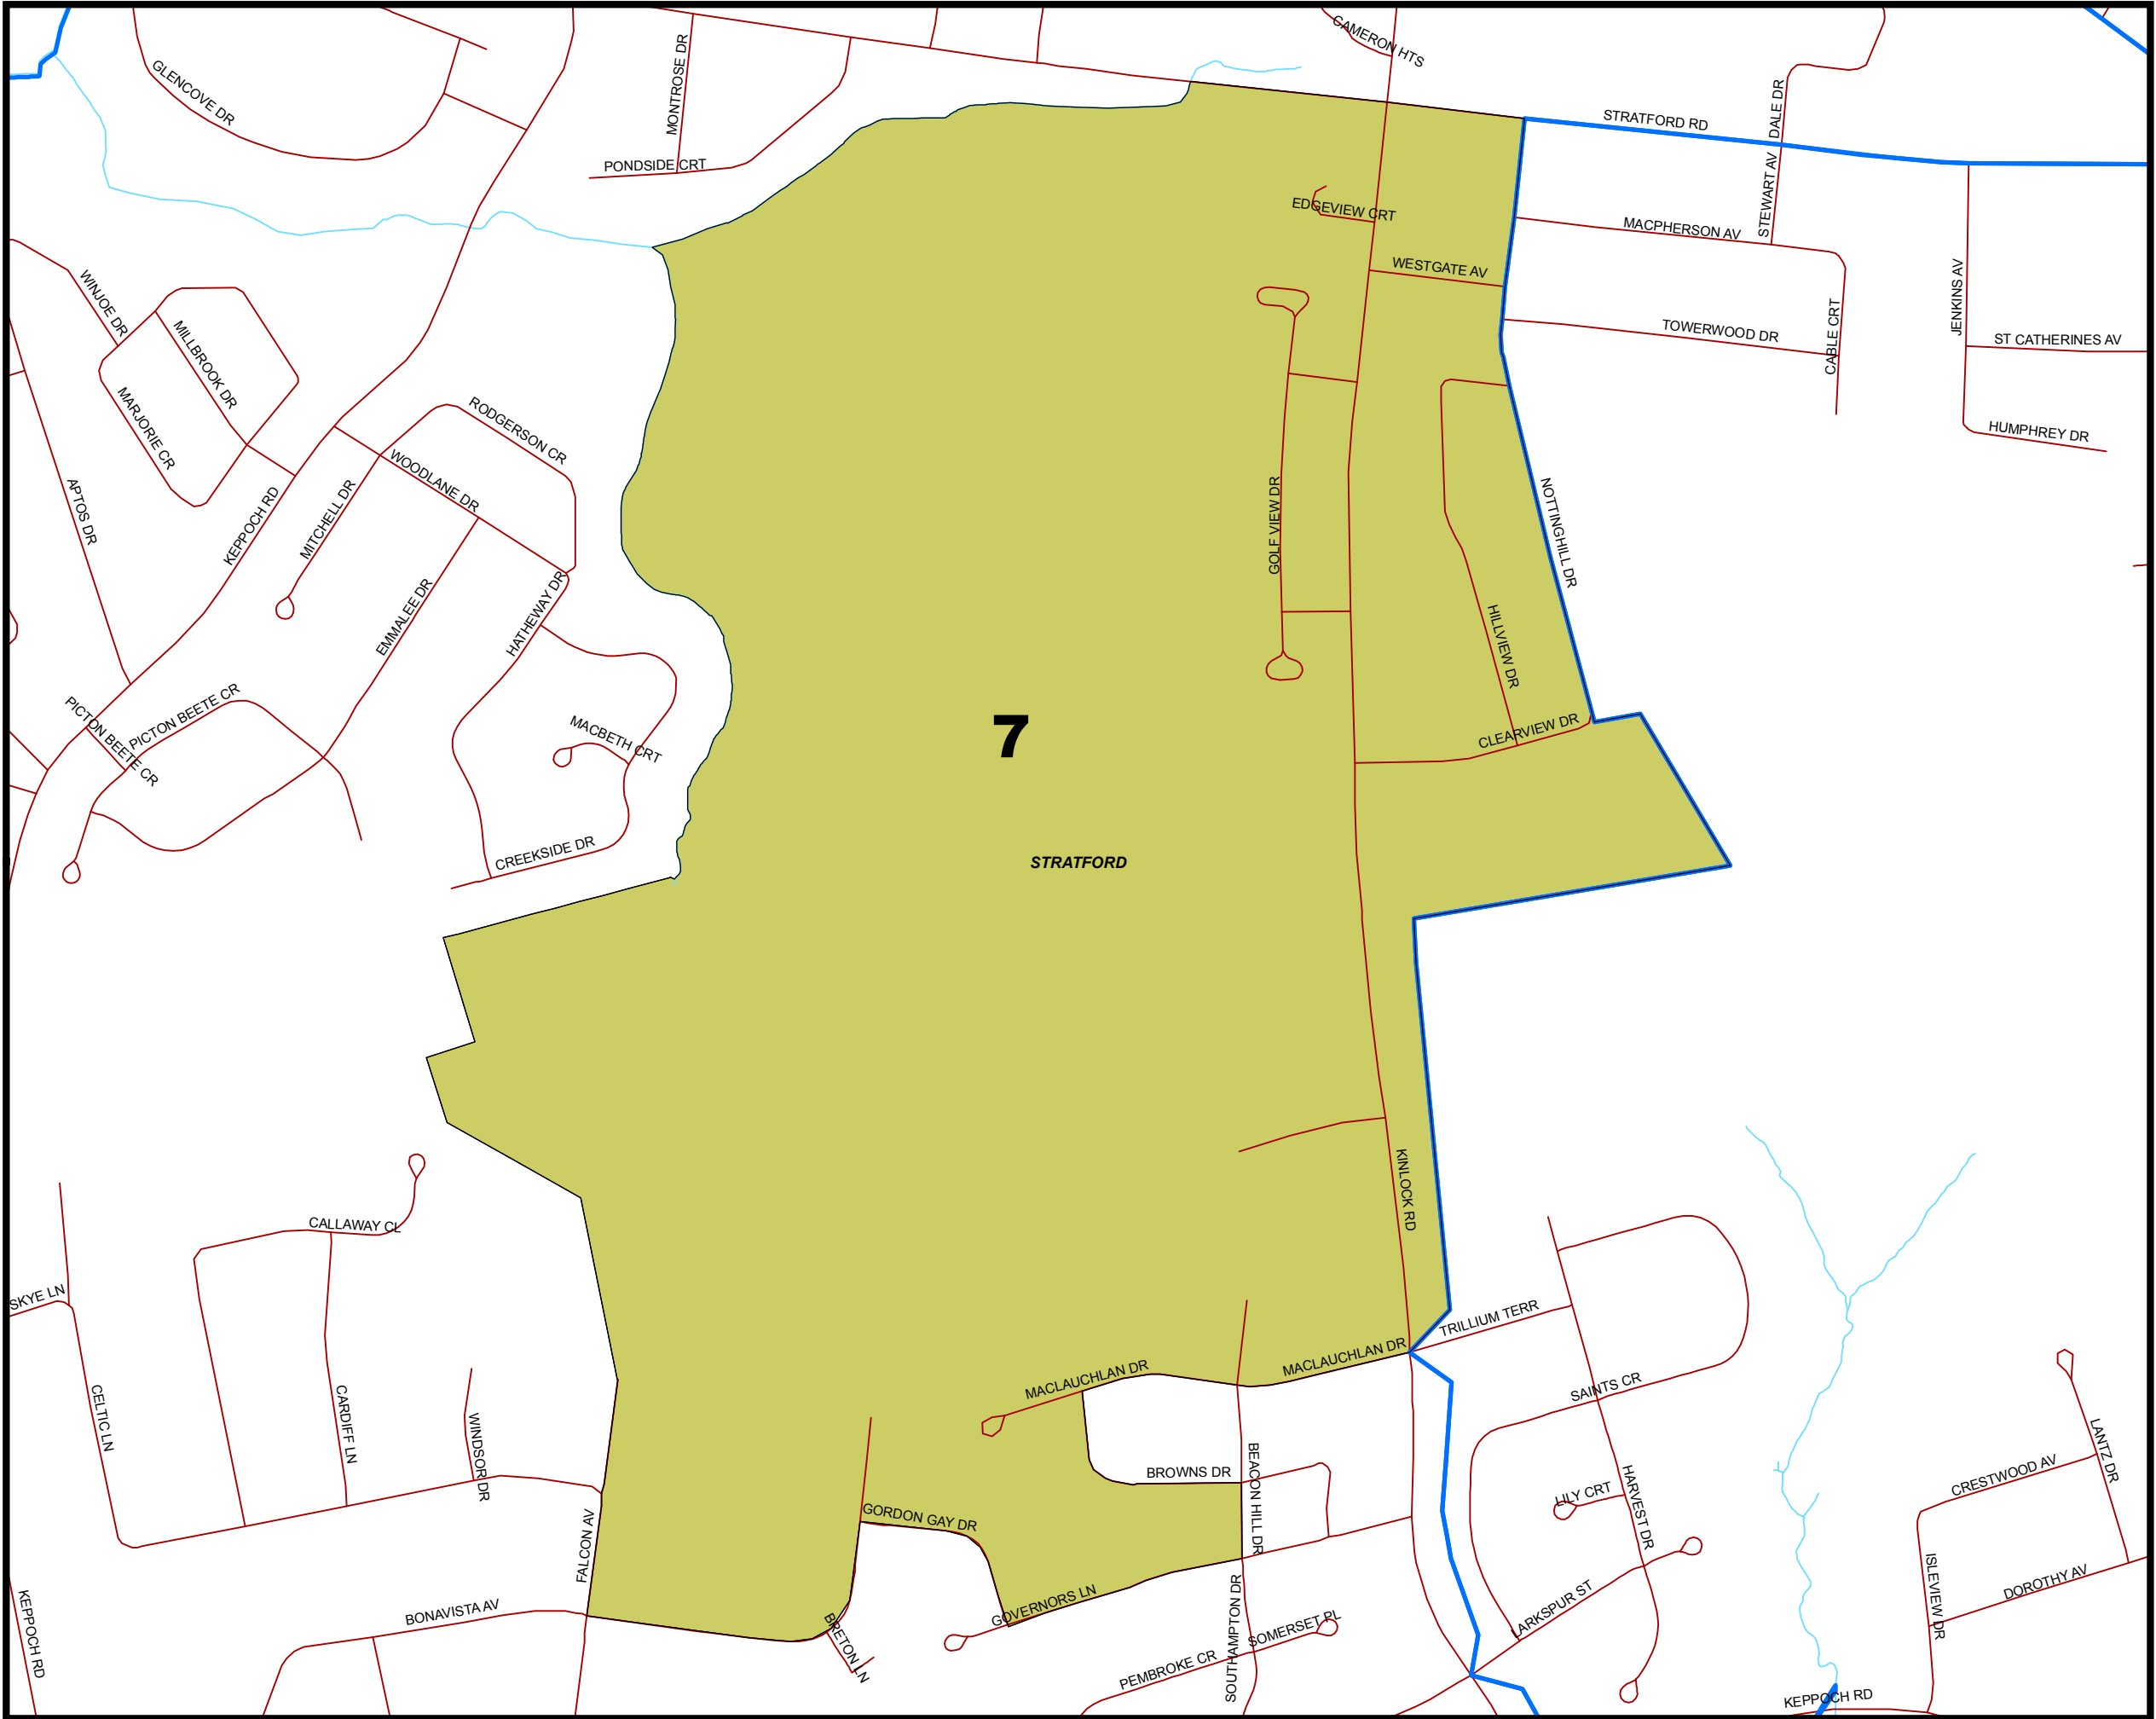 CAMERON HTS
GLENCOVE DR
MONTROSE DR
DALE DR
STRATFORD RD
PONDSIDE CRT
STEWART AV
EDGEVIEW CRT
MACPHERSON AV
WESTGATE AV
WINJOE DR
JENKINS AV
CABLE CRT
TOWERWOOD DR
ST CATHERINES AV
MILLBROOK DR
MARJORIE CR
RODGERSON CR
HUMPHREY DR
WOODLANE DR
APTOS DR
KEPPOCH RD
MITCHELL DR
GOLF VIEW DR
NOTTINGHILL DR
EMMALEE DR
HATHEWAY DR
HILLVIEW DR
PICTON BEETE CR
PICTON BEETE CR
MACBETH CRT
7
CLEARVIEW DR
CREEKSIDE DR
STRATFORD
KINLOCK RD
CALLAWAY CL
SKYE LN
TRILLIUM TERR
MACLAUCHLAN DR
MACLAUCHLAN DR
SAINTS CR
CELTIC LN
CARDIFF LN
WINDSOR DR
BEACON HILL DR
BROWNS DR
LANTZ DR
CRESTWOOD AV
HARVEST DR
LILY CRT
GORDON GAY DR
FALCON AV
ISLEVIEW DR
DOROTHY AV
KEPPOCH RD
BONAVISTA AV
GOVERNORS LN
BRETON LN
SOUTHAMPTON DR
SOMERSET PL
LARKSPUR ST
PEMBROKE CR
KEPPOCH RD